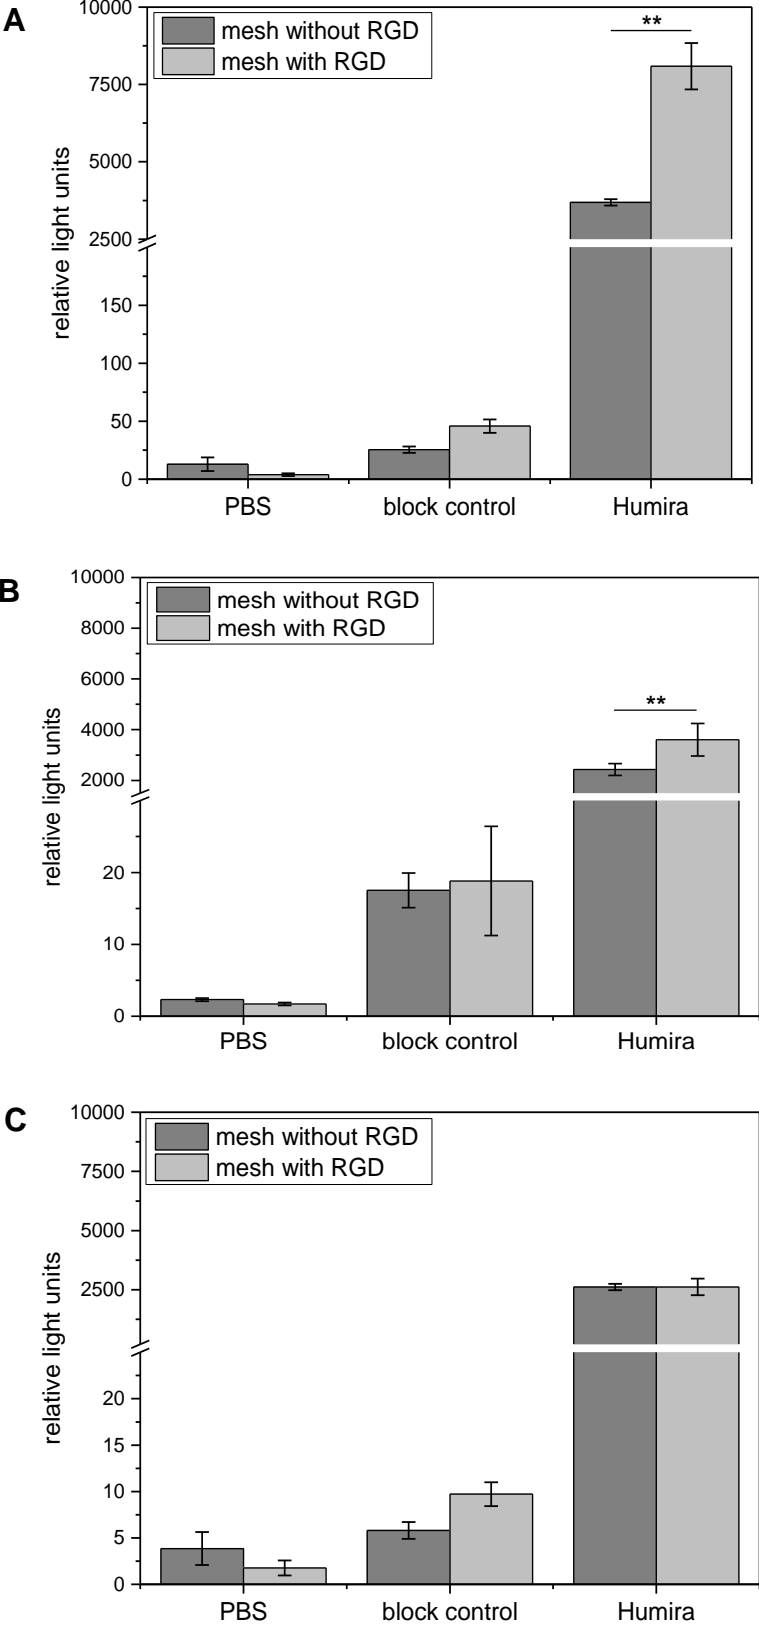 A
10000
mesh without RGD
mesh with RGD
**
7500
5000
2500
150
100
50
0
relative light units
PBS block control Humira
B
10000
mesh without RGD
mesh with RGD
8000
6000
4000
2000
**
20
10
0
relative light units
PBS block control Humira
C
10000
mesh without RGD
mesh with RGD
7500
5000
2500
20
15
10
5
0
relative light units
PBS block control Humira